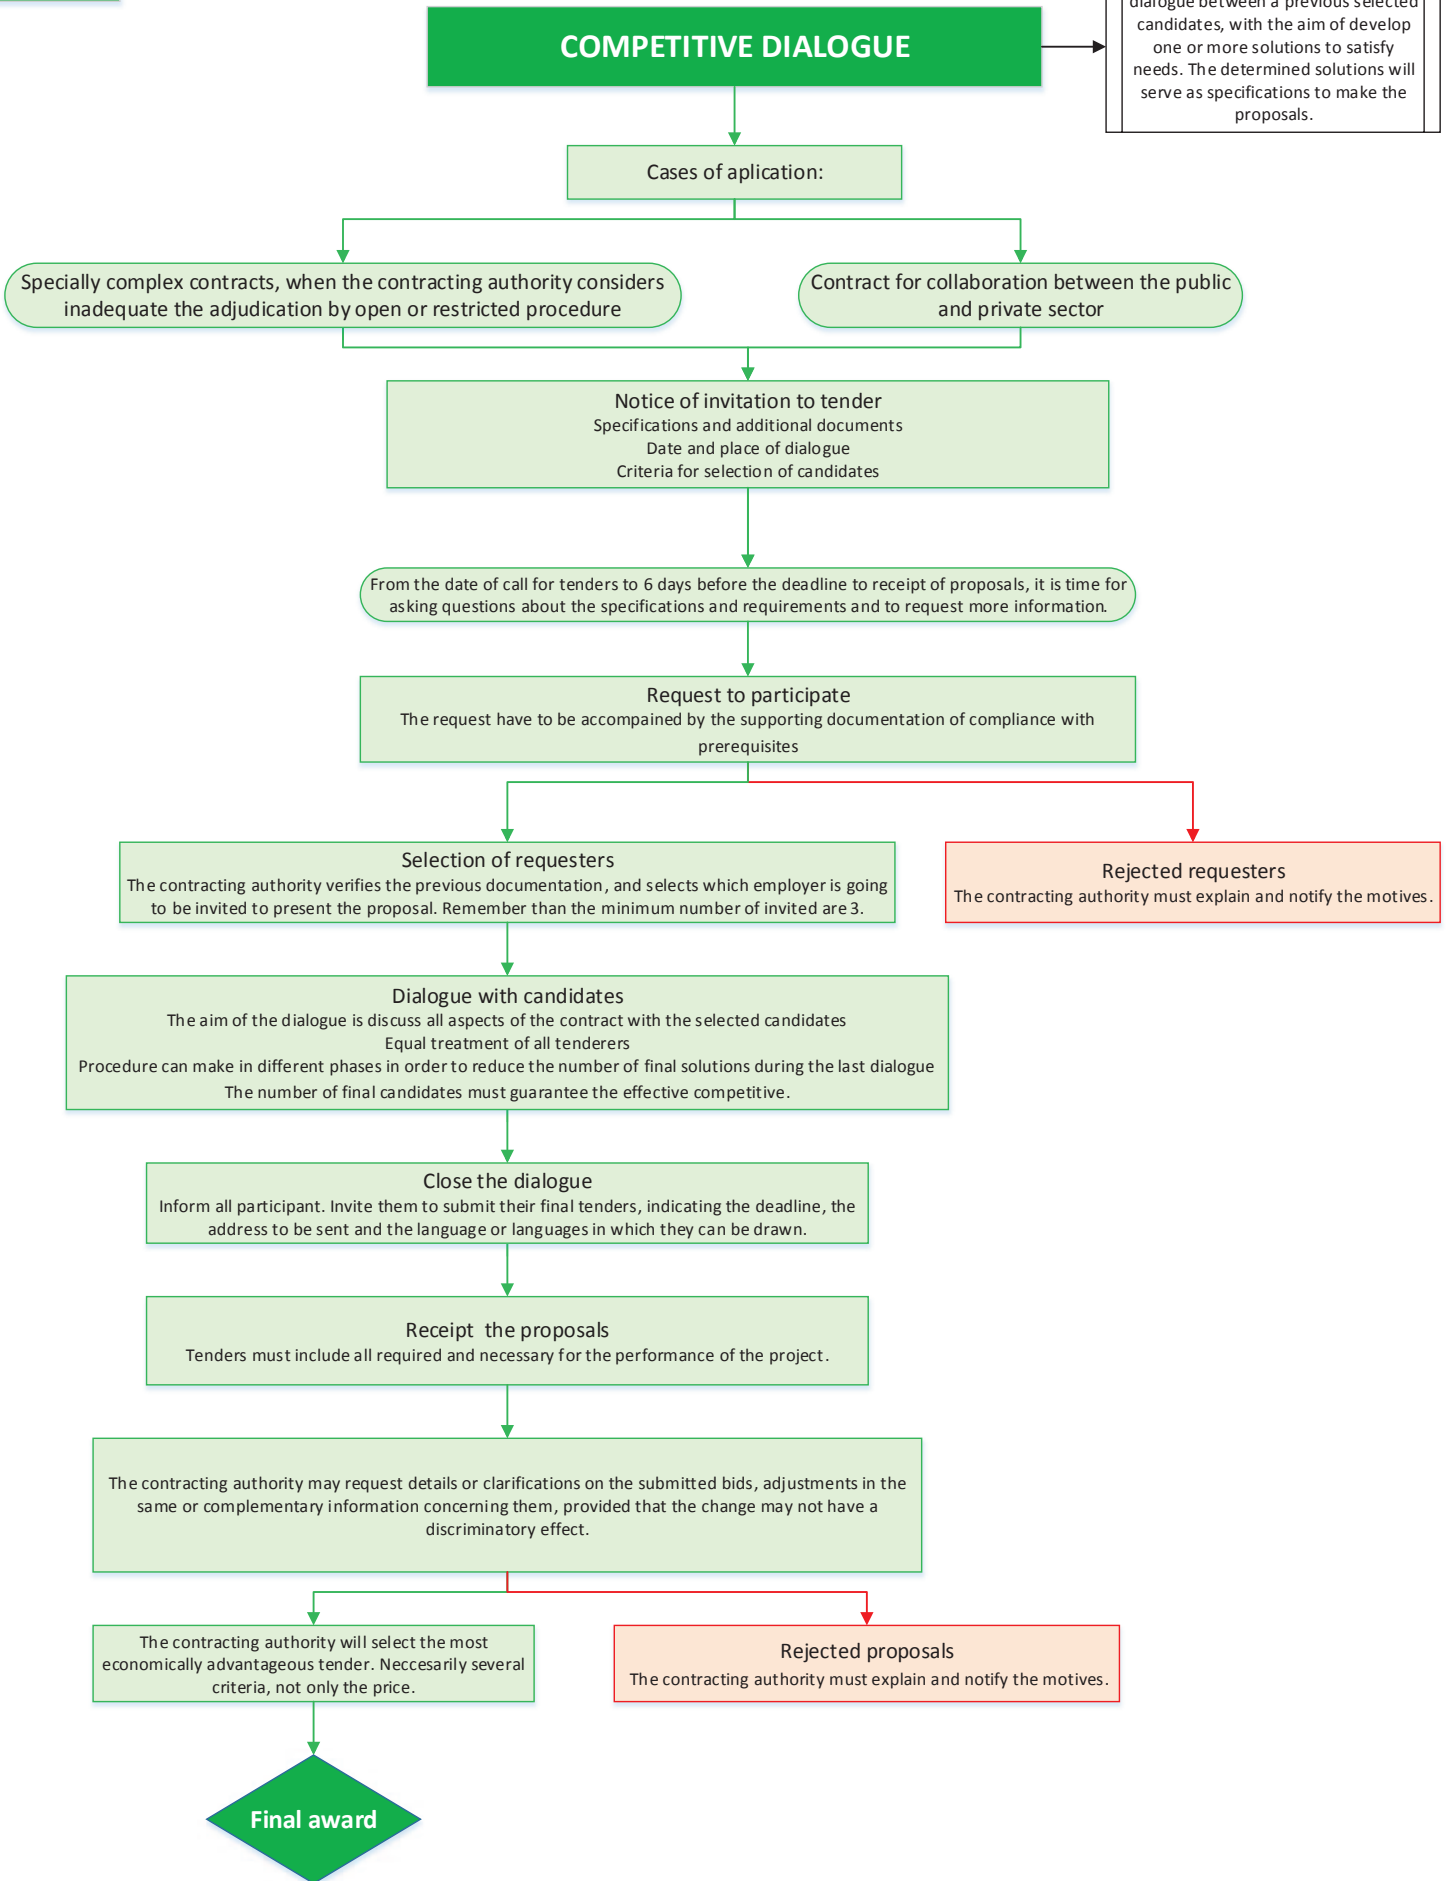 COMPETITIVE DIALOGUE
dialogue between a previous selected
candidates, with the aim of develop
one or more solutions to satisfy
needs. The determined solutions will
serve as specifications to make the
proposals.
Cases of aplication:
Specially complex contracts, when the contracting authority considers
inadequate the adjudication by open or restricted procedure
Contract for collaboration between the public
and private sector
Notice of invitation to tender
Specifications and additional documents
Date and place of dialogue
Criteria for selection of candidates
From the date of call for tenders to 6 days before the deadline to receipt of proposals, it is time for
asking questions about the specifications and requirements and to request more information.
Request to participate
The request have to be accompained by the supporting documentation of compliance with
prerequisites
Selection of requesters
The contracting authority verifies the previous documentation, and selects which employer is going
to be invited to present the proposal. Remember than the minimum number of invited are 3.
Rejected requesters
The contracting authority must explain and notify the motives.
Dialogue with candidates
The aim of the dialogue is discuss all aspects of the contract with the selected candidates
Equal treatment of all tenderers
Procedure can make in different phases in order to reduce the number of final solutions during the last dialogue
The number of final candidates must guarantee the effective competitive.
Close the dialogue
Inform all participant. Invite them to submit their final tenders, indicating the deadline, the
address to be sent and the language or languages in which they can be drawn.
Receipt the proposals
Tenders must include all required and necessary for the performance of the project.
The contracting authority may request details or clarifications on the submitted bids, adjustments in the
same or complementary information concerning them, provided that the change may not have a
discriminatory effect.
The contracting authority will select the most
economically advantageous tender. Neccesarily several
criteria, not only the price.
Rejected proposals
The contracting authority must explain and notify the motives.
Final award